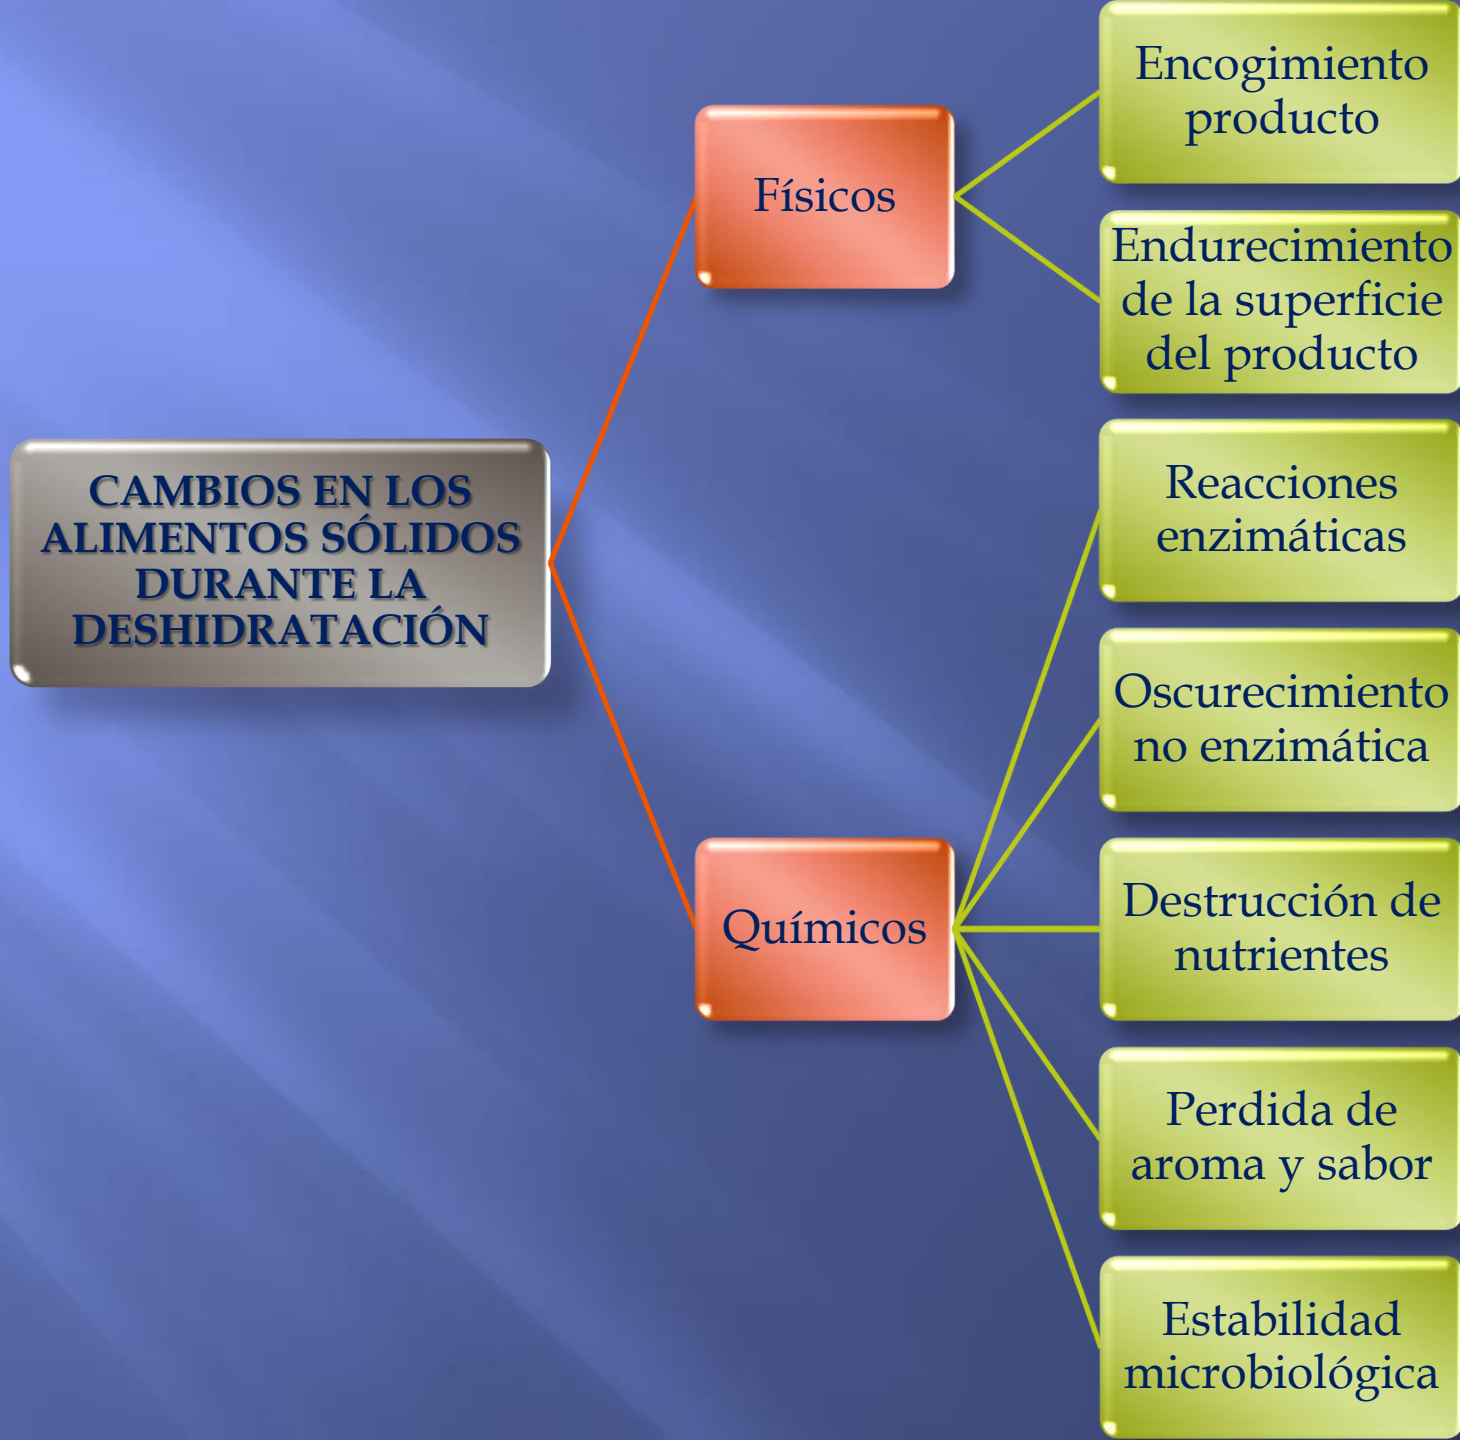 CAMBIOS EN LOS
ALIMENTOS SÓLIDOS
DURANTE LA
DESHIDRATACIÓN
Físicos
Encogimiento
producto
Endurecimiento
de la superficie
del producto
Químicos
Reacciones
enzimáticas
Oscurecimiento
no enzimática
Destrucción de
nutrientes
Perdida de
aroma y sabor
Estabilidad
microbiológica